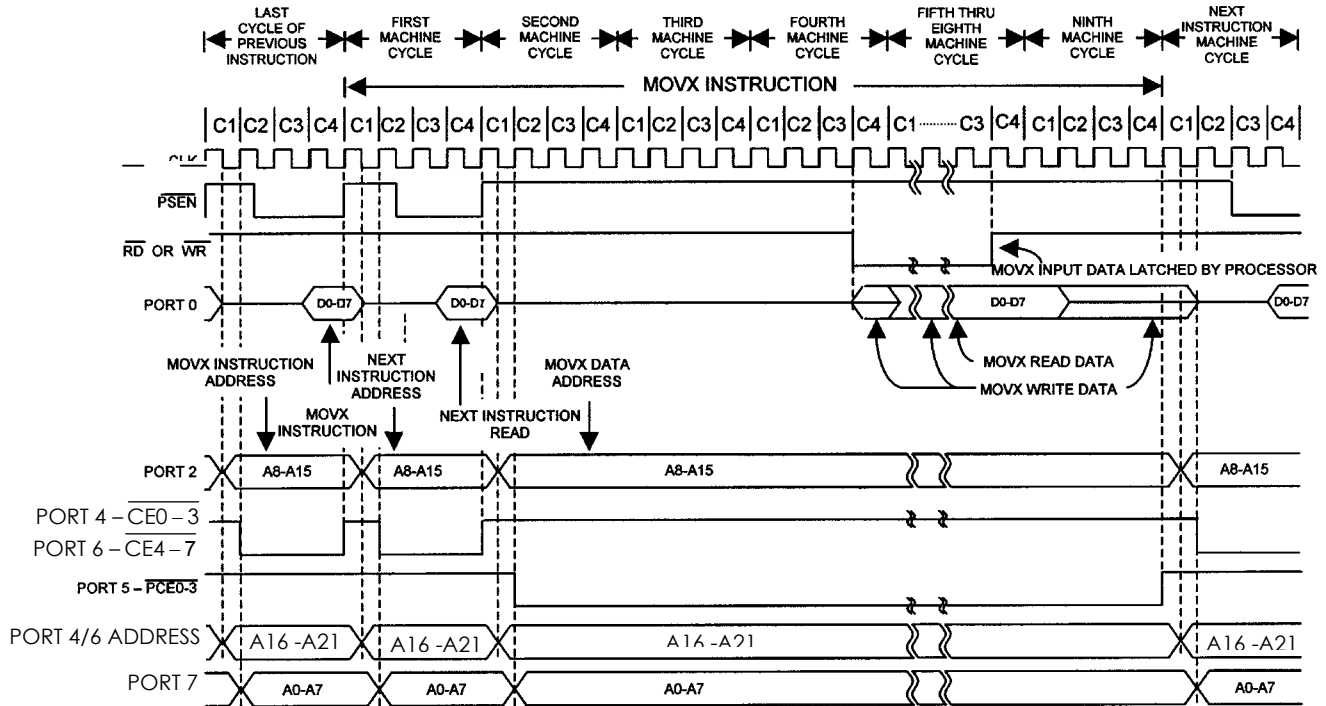 LAST
CYCLE OF
PREVIOUS
INSTRUCTION
FIRST
MACHINE
CYCLE
SECOND
MACHINE
CYCLE
THIRD
MACHINE
CYCLE
FOURTH
MACHINE
CYCLE
FIFTH THRU
EIGHTH
MACHINE
CYCLE
NINTH
MACHINE
CYCLE
NEXT
INSTRUCTION
MACHINE
CYCLE
MOVX INSTRUCTION
C1 C2 C3 C4 C1 C2 C3 C4 C1 C2 C3 C4 C1 C2 C3 C4 C1 C2 C3 C4 C1 ........ C3 C4 C1 C2 C3 C4 C1 C2 C3 C4
PSEN
RD OR WR
MOVX INPUT DATA LATCHED BY PROCESSOR
PORT 0 D0-D7 D0-D7 D0-D7 D0-D7
MOVX INSTRUCTION
ADDRESS
NEXT
INSTRUCTION
ADDRESS
MOVX DATA
ADDRESS
MOVX READ DATA
MOVX WRITE DATA
MOVX
INSTRUCTION
NEXT INSTRUCTION
READ
PORT 2 A8-A15 A8-A15 A8-A15 A8-A15
PORT 4 – CE0 – 3
PORT 6 – CE4 – 7
PORT 5 – PCE0-3
PORT 4/6 ADDRESS A16 -A21 A16 -A21 A16 -A21 A16 -A21
PORT 7 A0-A7 A0-A7 A0-A7 A0-A7